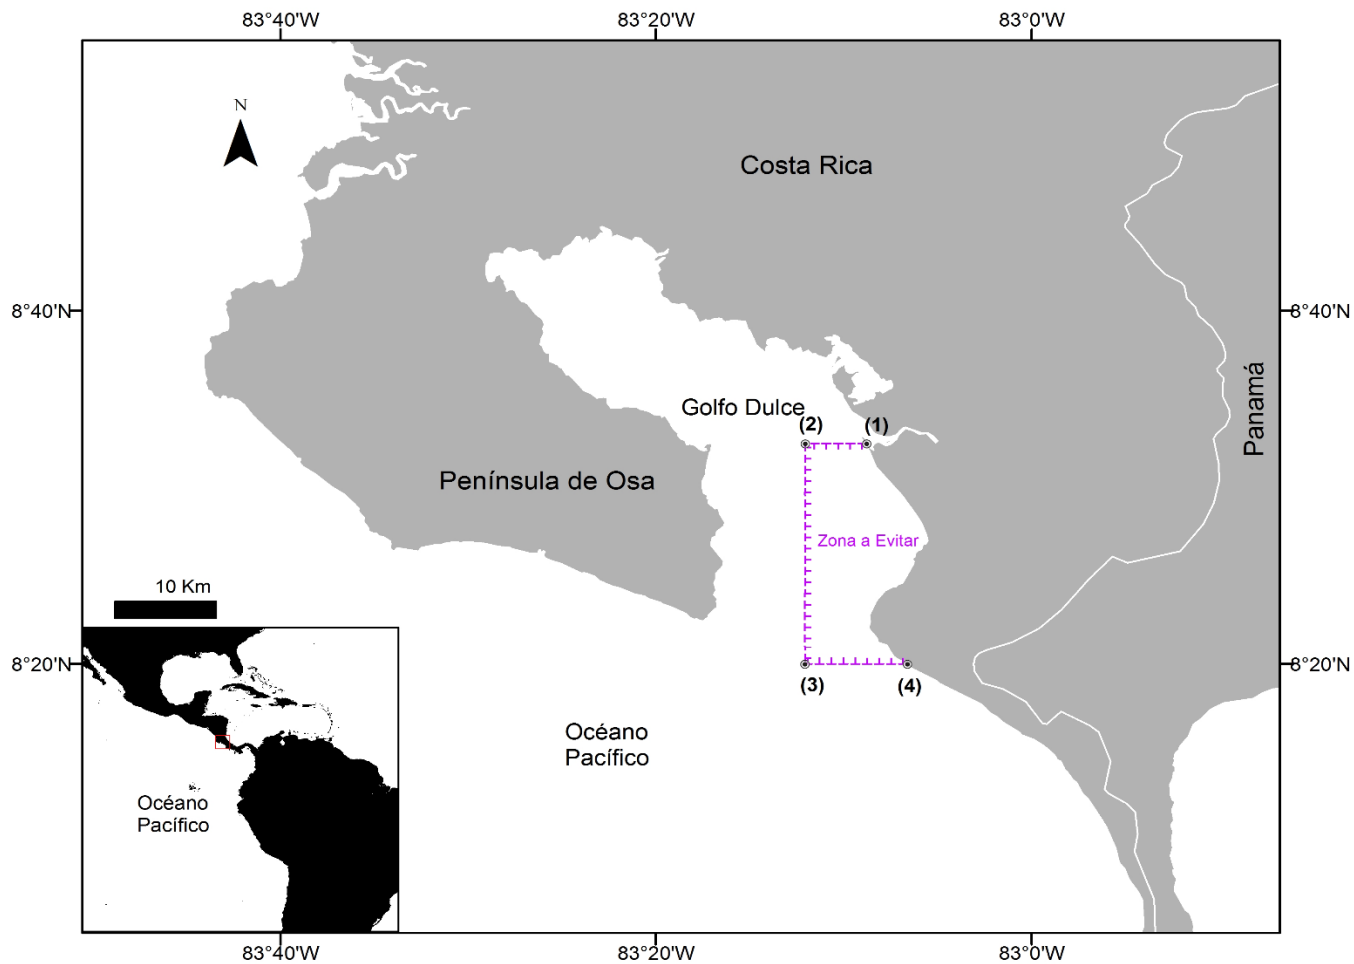 83°40'W
83°20'W
83°0'W
N
Costa Rica
8°40'N
8°40'N
Panamá
Golfo Dulce
(2)
(1)
Península de Osa
Zona a Evitar
10 Km
8°20'N
8°20'N
(3)
(4)
Océano
Pacífico
Océano
Pacífico
83°40'W
83°20'W
83°0'W